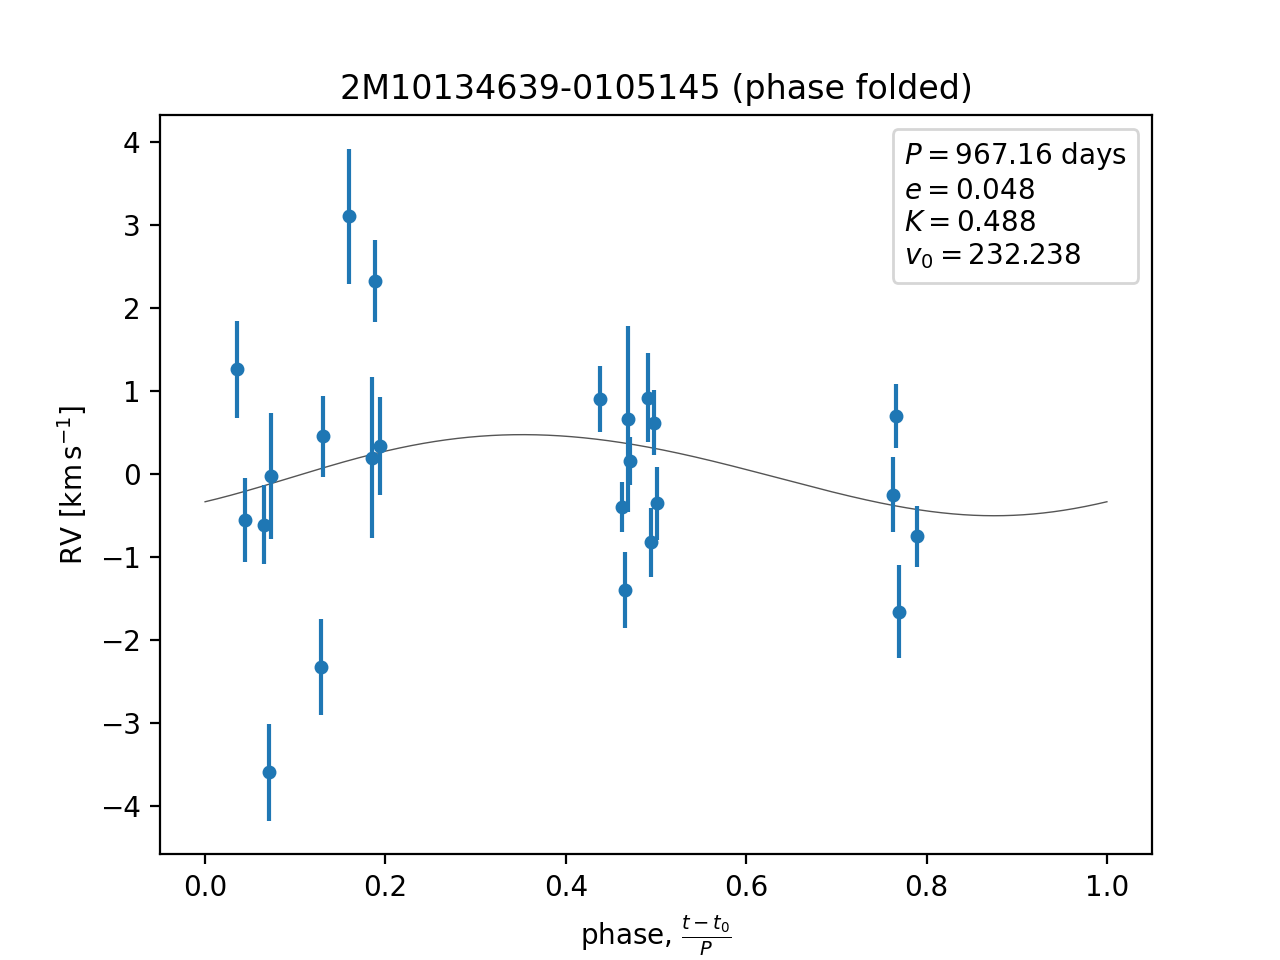 2M10134639-0105145 (phase folded)
P = 967.16 days
e = 0.048
K = 0.488
v₀ = 232.238
4
3
2
1
0
−1
−2
−3
−4
RV [km s⁻¹]
0.0 0.2 0.4 0.6 0.8 1.0
phase, (t − t₀)/P